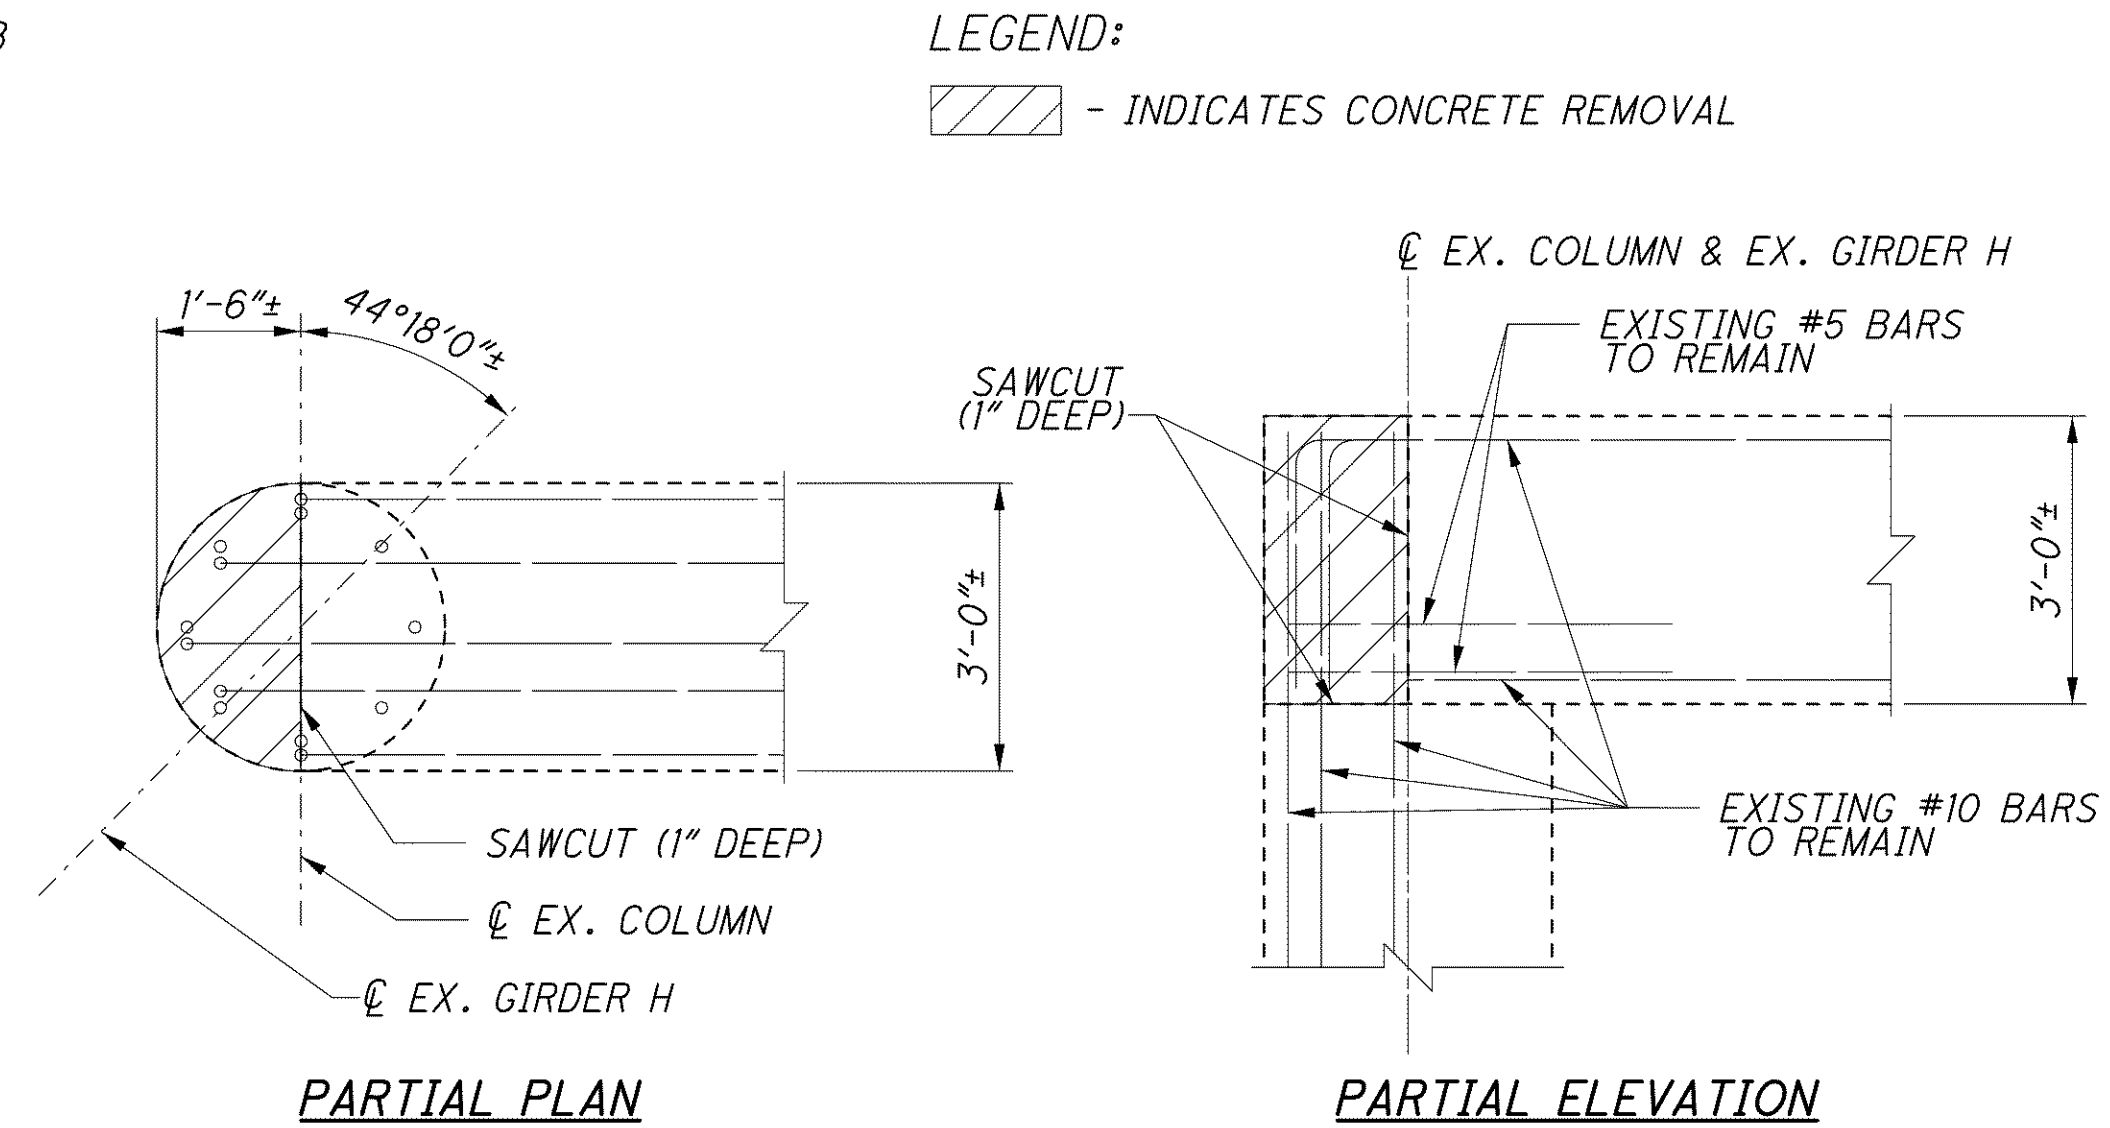 B
LEGEND:
- INDICATES CONCRETE REMOVAL
1'-6"±
44°18'0"±
3'-0"±
SAWCUT (1" DEEP)
℄ EX. COLUMN
℄ EX. GIRDER H
PARTIAL PLAN
℄ EX. COLUMN & EX. GIRDER H
EXISTING #5 BARS
TO REMAIN
SAWCUT
(1" DEEP)
3'-0"±
EXISTING #10 BARS
TO REMAIN
PARTIAL ELEVATION